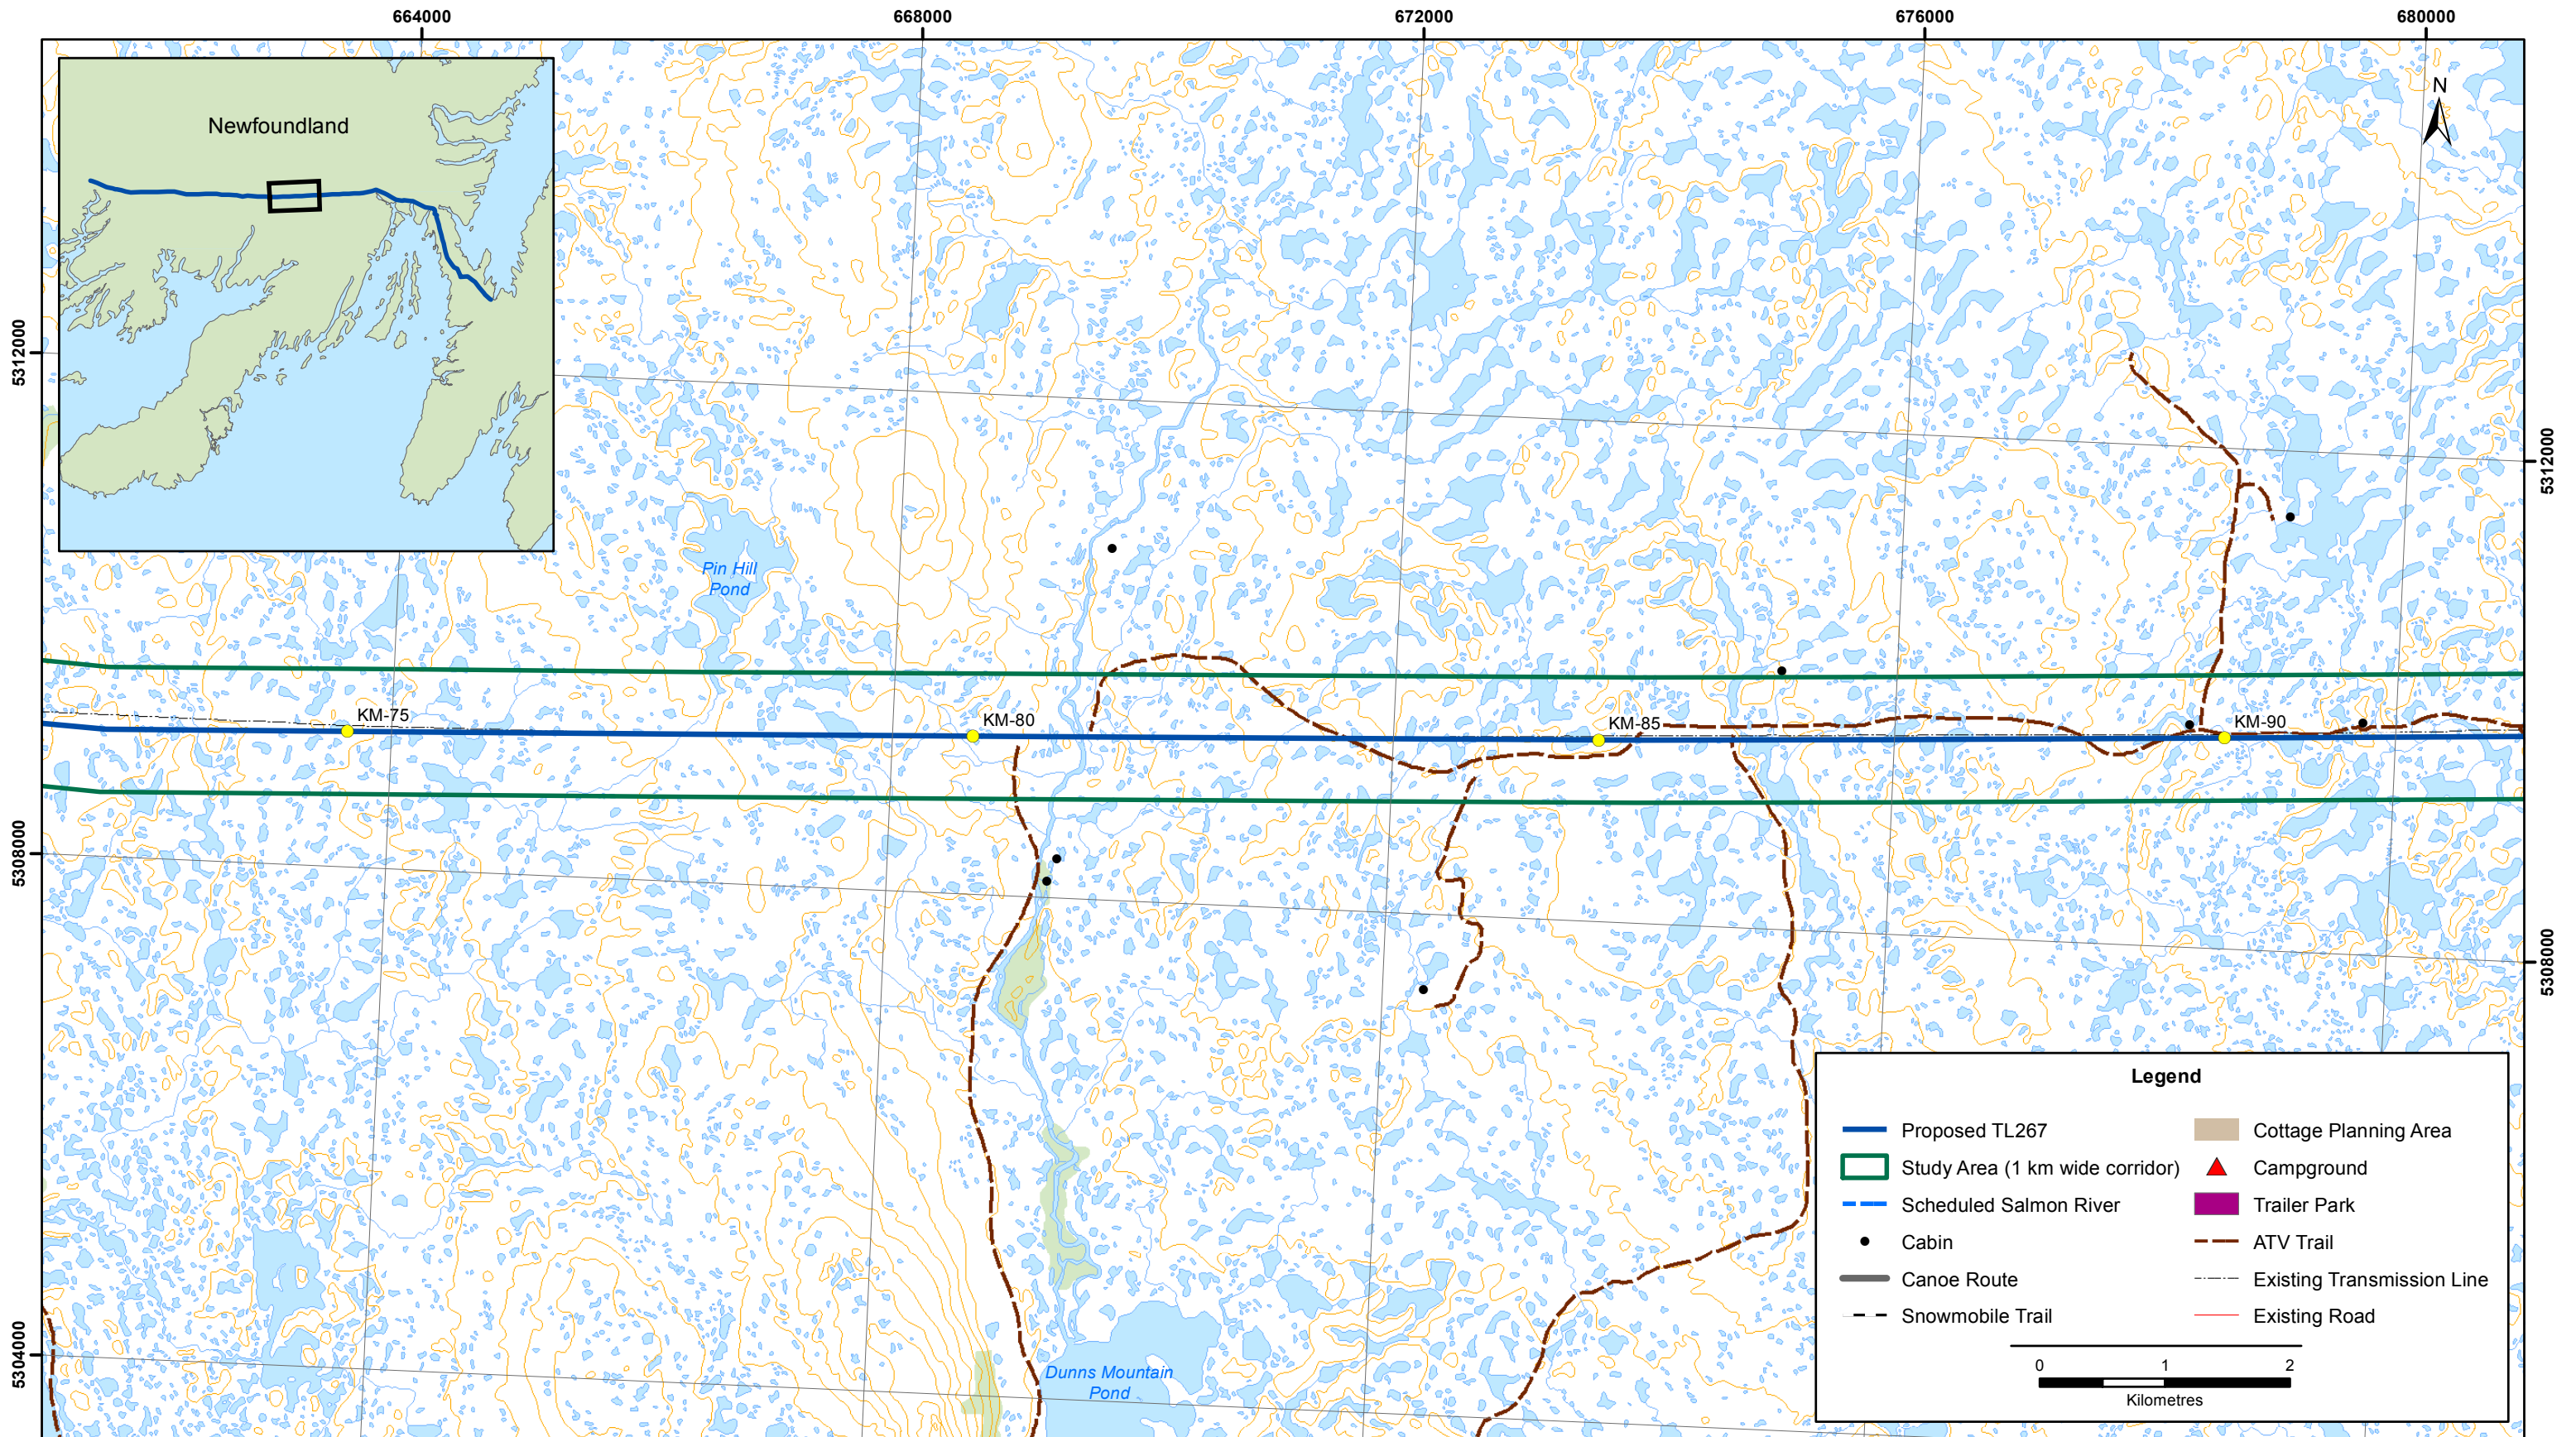 664000
668000
672000
676000
680000
Newfoundland
N
5312000
5312000
Pin Hill
Pond
KM-75
KM-80
KM-85
KM-90
5308000
5308000
5304000
Dunns Mountain
Pond
Legend
Proposed TL267
Study Area (1 km wide corridor)
Scheduled Salmon River
Cabin
Canoe Route
Snowmobile Trail
Cottage Planning Area
Campground
Trailer Park
ATV Trail
Existing Transmission Line
Existing Road
0 1 2
Kilometres